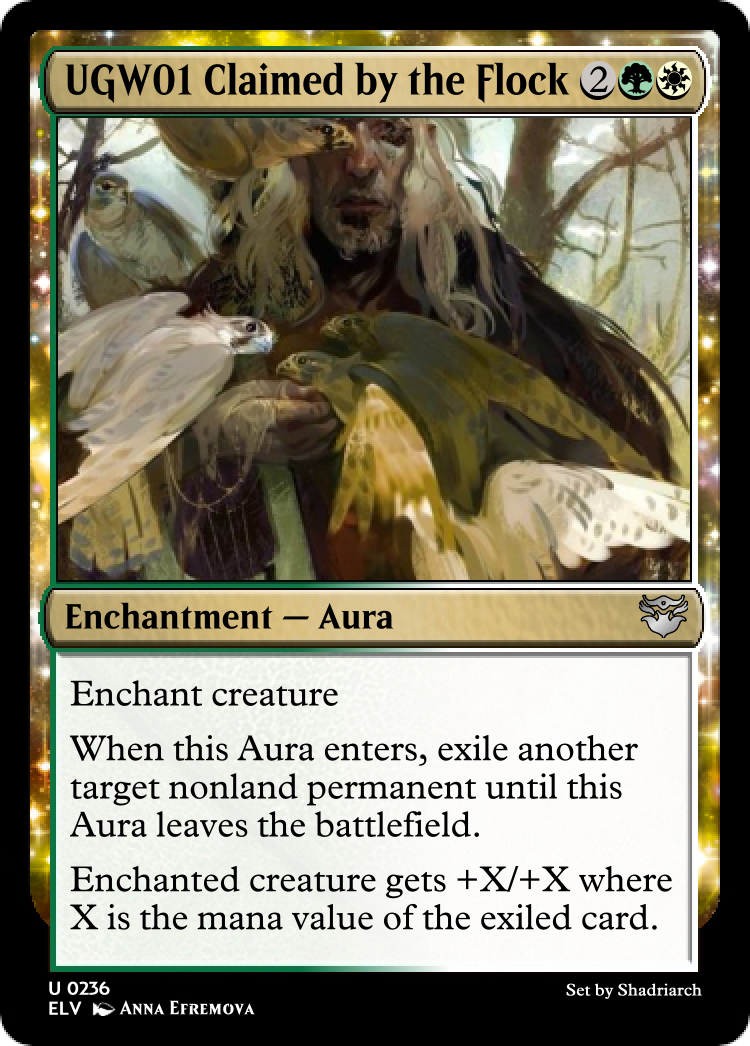 UGW01 Claimed by the Flock 2
Enchantment — Aura
Enchant creature
When this Aura enters, exile another
target nonland permanent until this
Aura leaves the battlefield.
Enchanted creature gets +X/+X where
X is the mana value of the exiled card.
U 0236
ELV Anna Efremova
Set by Shadriarch